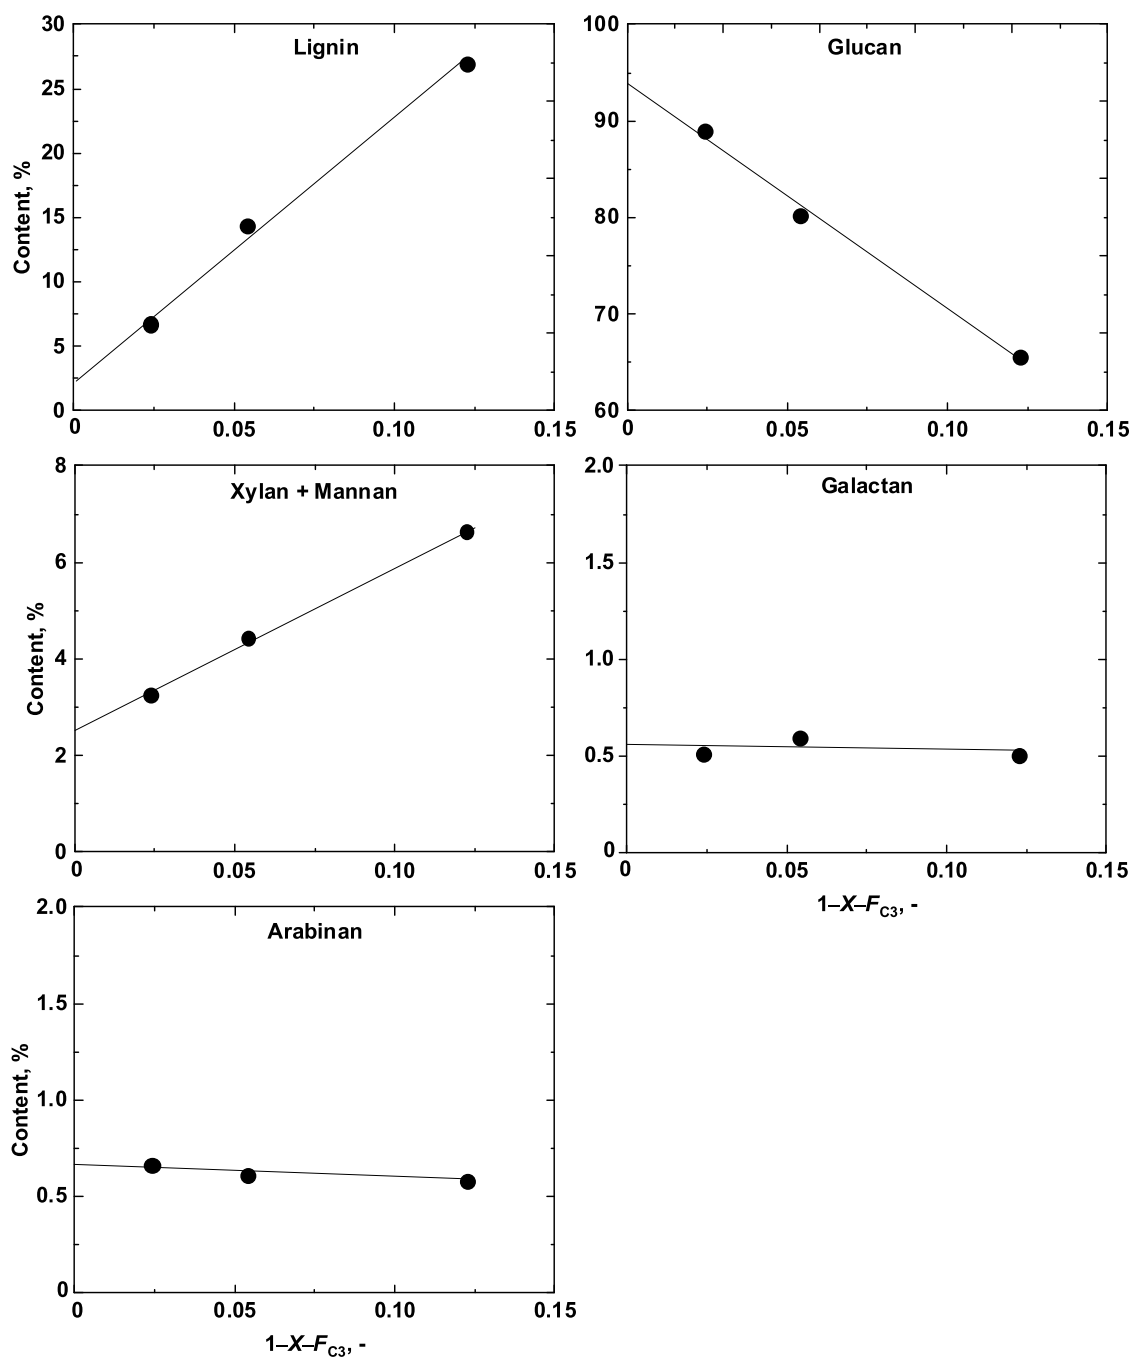 Lignin
Content, %
30
25
20
15
10
5
0
0 0.05 0.10 0.15
Glucan
100
90
80
70
60
0 0.05 0.10 0.15
Xylan + Mannan
Content, %
8
6
4
2
0
0 0.05 0.10 0.15
Galactan
2.0
1.5
1.0
0.5
0
0 0.05 0.10 0.15
1–X–FC3, -
Arabinan
Content, %
2.0
1.5
1.0
0.5
0
0 0.05 0.10 0.15
1–X–FC3, -